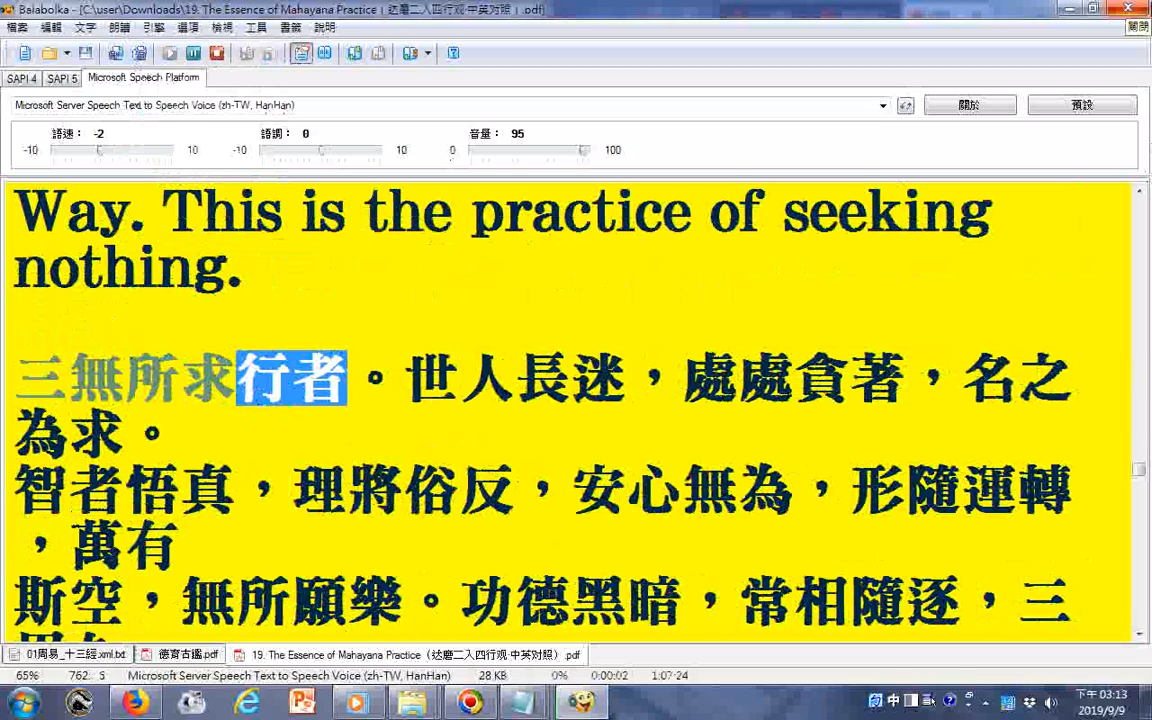 Balabolka - [C:\user\Downloads\19. The Essence of Mahayana Practice（达磨二入四行观·中英对照）.pdf]
檔案 編輯 文字 朗讀 引擎 選項 檢視 工具 書籤 說明
關閉
SAPI 4 SAPI 5 Microsoft Speech Platform
Microsoft Server Speech Text to Speech Voice (zh-TW, HanHan) 關於 預設
語速： -2 語調： 0 音量： 95
-10 10 -10 10 0 100
Way. This is the practice of seeking
nothing.
三無所求行者。世人長迷，處處貪著，名之
為求。
智者悟真，理將俗反，安心無為，形隨運轉
，萬有
斯空，無所願樂。功德黑暗，常相隨逐，三
01周易_十三經.xml.txt 德育古鑑.pdf 19. The Essence of Mahayana Practice（达磨二入四行观·中英对照）.pdf
65% 762: 5 Microsoft Server Speech Text to Speech Voice (zh-TW, HanHan) 28 KB 0% 0:00:02 1:07:24
中 下午 03:13
2019/9/9